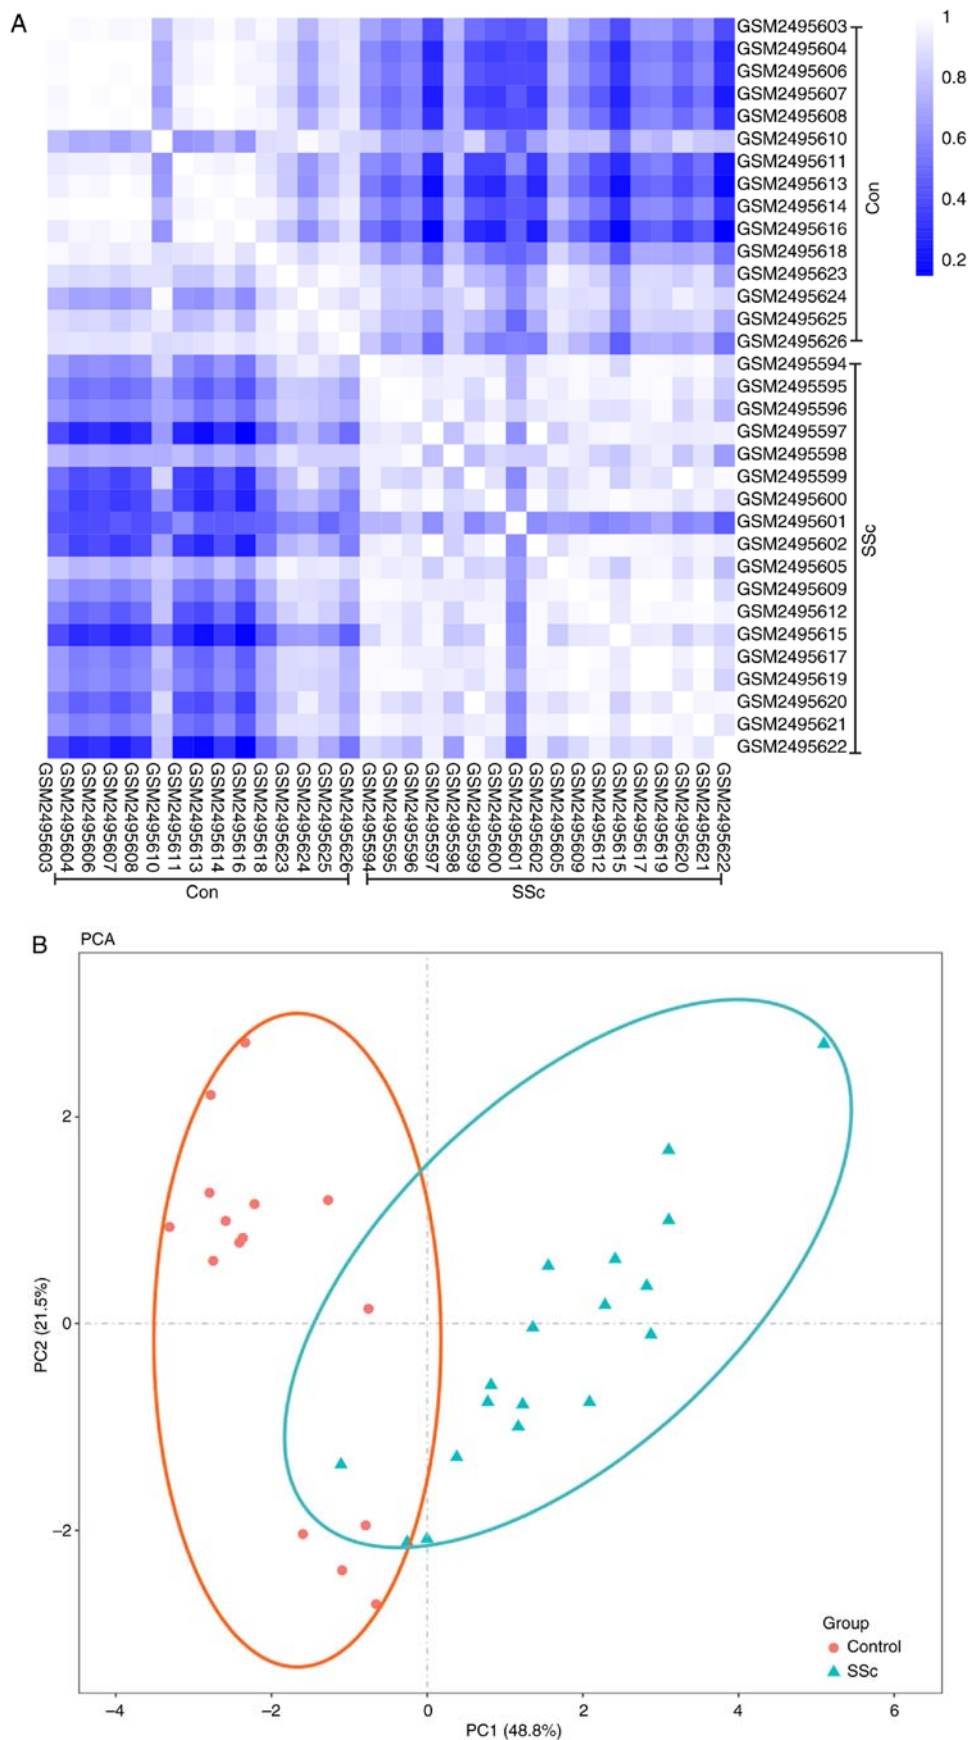 A
GSM2495603
GSM2495604
GSM2495606
GSM2495607
GSM2495608
GSM2495610
GSM2495611
GSM2495613
GSM2495614
GSM2495616
GSM2495618
GSM2495623
GSM2495624
GSM2495625
GSM2495626
GSM2495594
GSM2495595
GSM2495596
GSM2495597
GSM2495598
GSM2495599
GSM2495600
GSM2495601
GSM2495602
GSM2495605
GSM2495609
GSM2495612
GSM2495615
GSM2495617
GSM2495619
GSM2495620
GSM2495621
GSM2495622
Con
SSc
1
0.8
0.6
0.4
0.2
GSM2495603
GSM2495604
GSM2495606
GSM2495607
GSM2495608
GSM2495610
GSM2495611
GSM2495613
GSM2495614
GSM2495616
GSM2495618
GSM2495623
GSM2495624
GSM2495625
GSM2495626
GSM2495594
GSM2495595
GSM2495596
GSM2495597
GSM2495598
GSM2495599
GSM2495600
GSM2495601
GSM2495602
GSM2495605
GSM2495609
GSM2495612
GSM2495615
GSM2495617
GSM2495619
GSM2495620
GSM2495621
GSM2495622
Con
SSc
B
PCA
PC2 (21.5%)
2
0
−2
Group
Control
SSc
−4
−2
0
2
4
6
PC1 (48.8%)